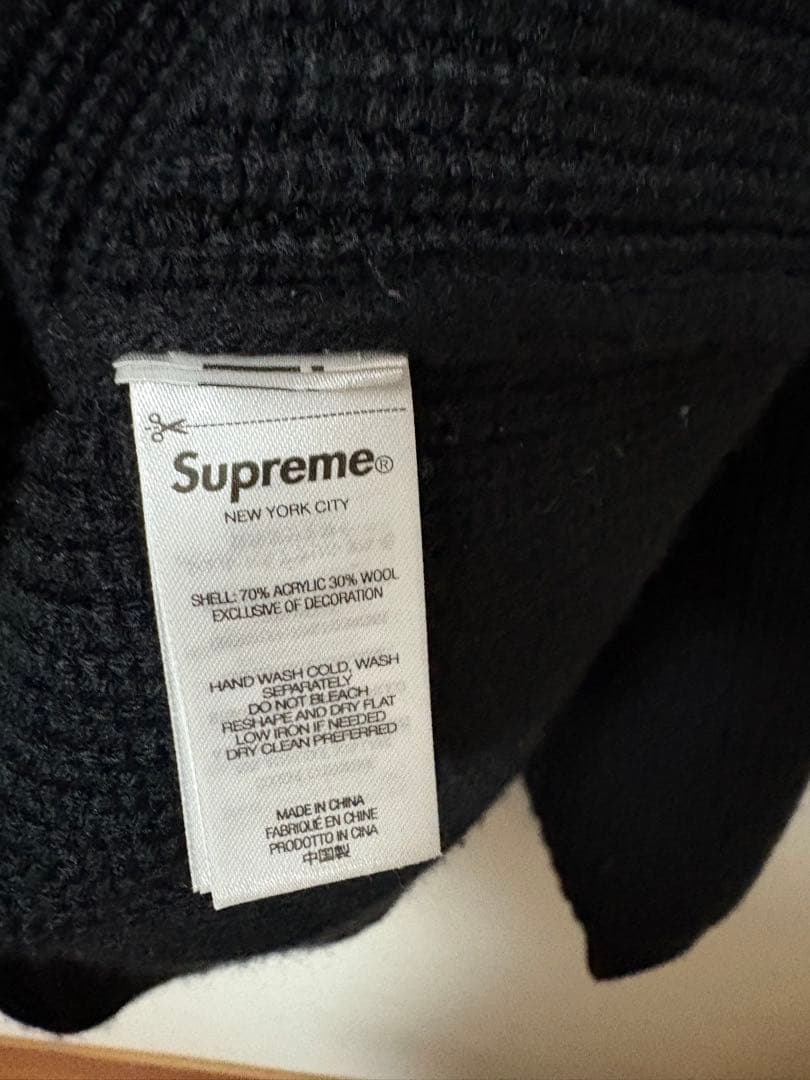 Supreme®
NEW YORK CITY
SHELL: 70% ACRYLIC 30% WOOL
EXCLUSIVE OF DECORATION
HAND WASH COLD, WASH
SEPARATELY
DO NOT BLEACH
RESHAPE AND DRY FLAT
LOW IRON IF NEEDED
DRY CLEAN PREFERRED
MADE IN CHINA
FABRIQUÉ EN CHINE
PRODOTTO IN CINA
中国製